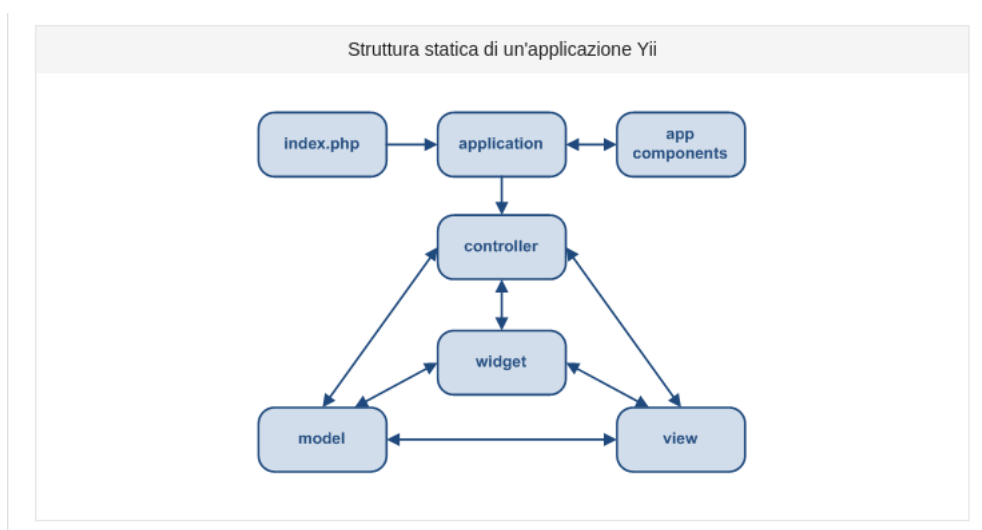 Struttura statica di un'applicazione Yii
index.php
application
app
components
controller
widget
model
view